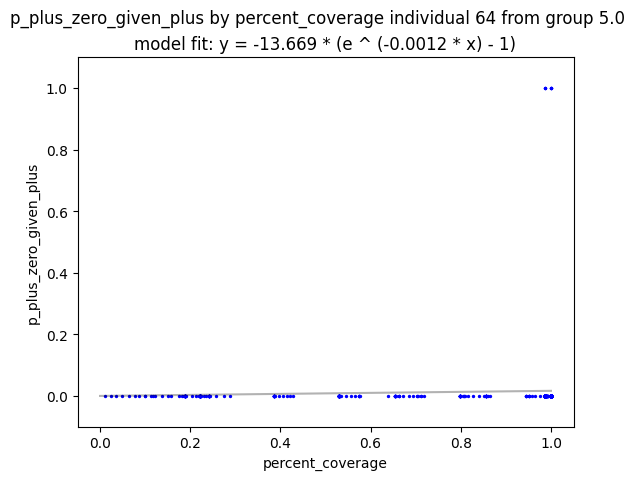 p_plus_zero_given_plus by percent_coverage individual 64 from group 5.0
model fit: y = -13.669 * (e ^ (-0.0012 * x) - 1)
1.0
0.8
0.6
0.4
0.2
0.0
p_plus_zero_given_plus
0.0 0.2 0.4 0.6 0.8 1.0
percent_coverage